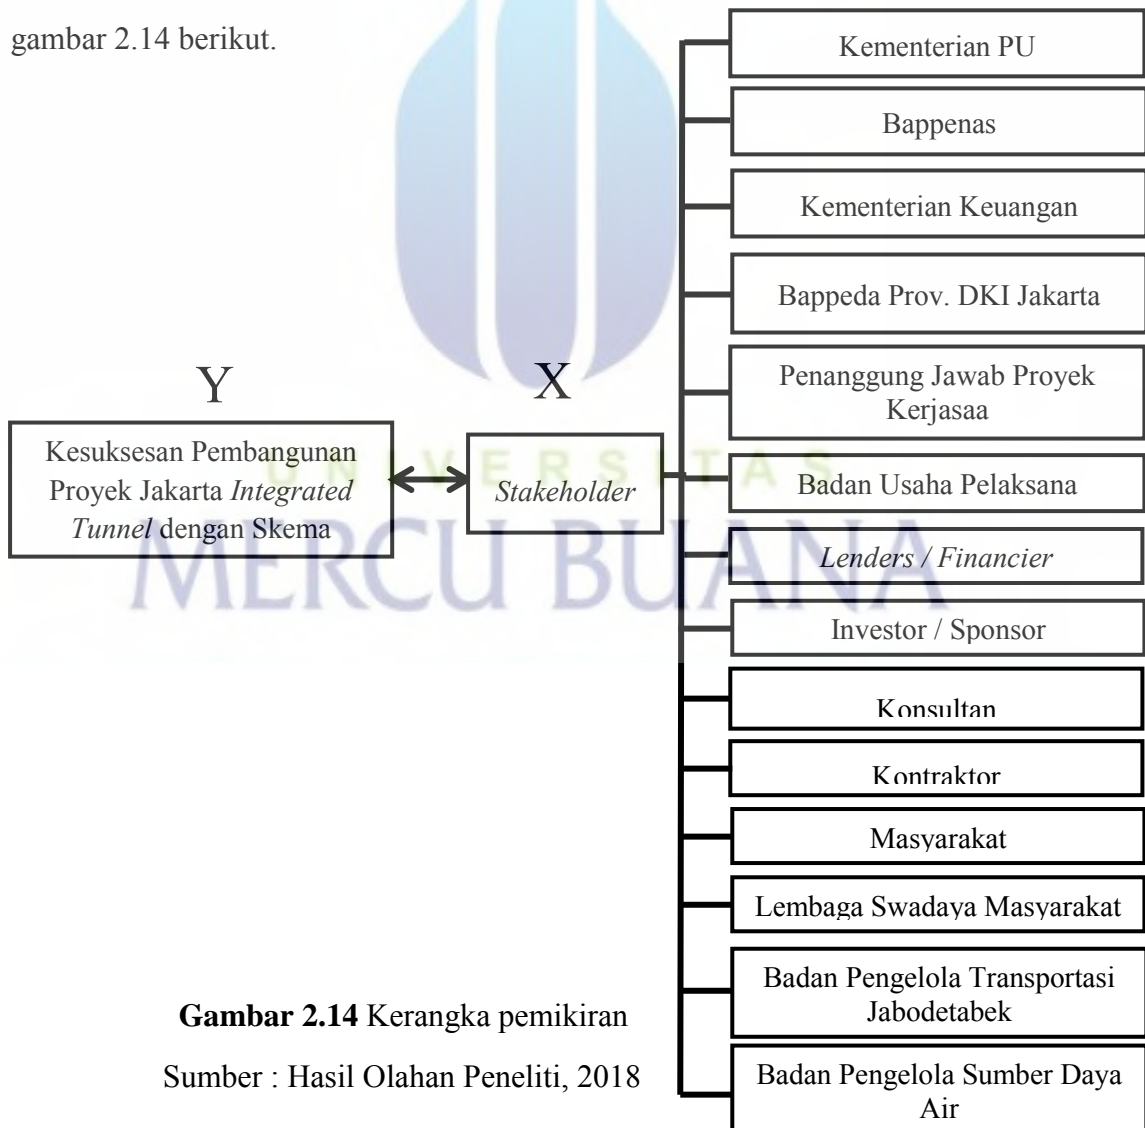 gambar 2.14 berikut.
Y
Kesuksesan Pembangunan
Proyek Jakarta Integrated
Tunnel dengan Skema
X
Stakeholder
Kementerian PU
Bappenas
Kementerian Keuangan
Bappeda Prov. DKI Jakarta
Penanggung Jawab Proyek
Kerjasaa
Badan Usaha Pelaksana
Lenders / Financier
Investor / Sponsor
Konsultan
Kontraktor
Masyarakat
Lembaga Swadaya Masyarakat
Badan Pengelola Transportasi
Jabodetabek
Badan Pengelola Sumber Daya
Air
UNIVERSITAS
MERCU BUANA
Gambar 2.14 Kerangka pemikiran
Sumber : Hasil Olahan Peneliti, 2018